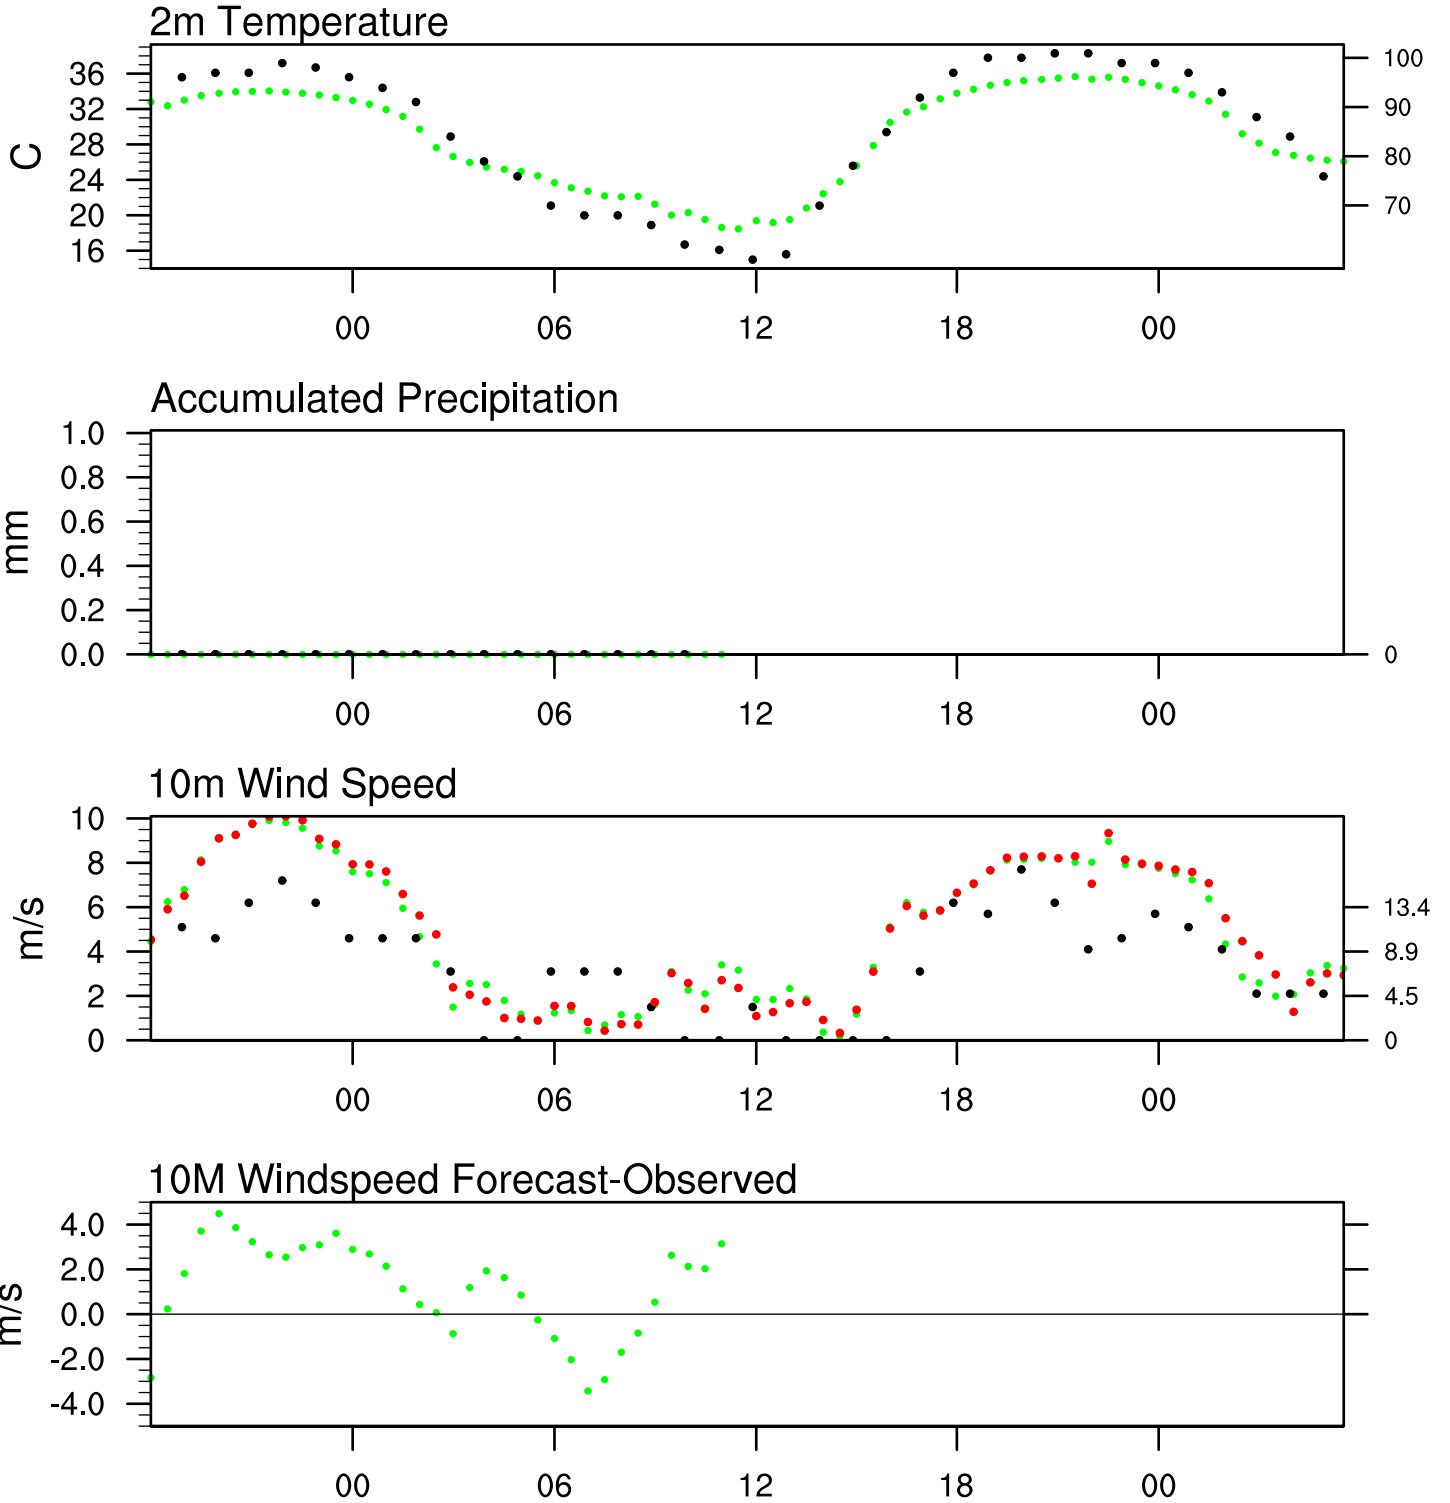 2m Temperature
36
32
28
24
20
16
C
100
90
80
70
00 06 12 18 00
Accumulated Precipitation
1.0
0.8
0.6
0.4
0.2
0.0
mm
0
00 06 12 18 00
10m Wind Speed
10
8
6
4
2
0
m/s
13.4
8.9
4.5
0
00 06 12 18 00
10M Windspeed Forecast-Observed
4.0
2.0
0.0
-2.0
-4.0
m/s
00 06 12 18 00